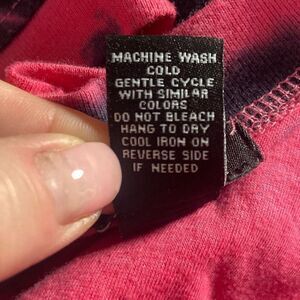 MACHINE WASH
COLD
GENTLE CYCLE
WITH SIMILAR
COLORS
DO NOT BLEACH
HANG TO DRY
COOL IRON ON
REVERSE SIDE
IF NEEDED